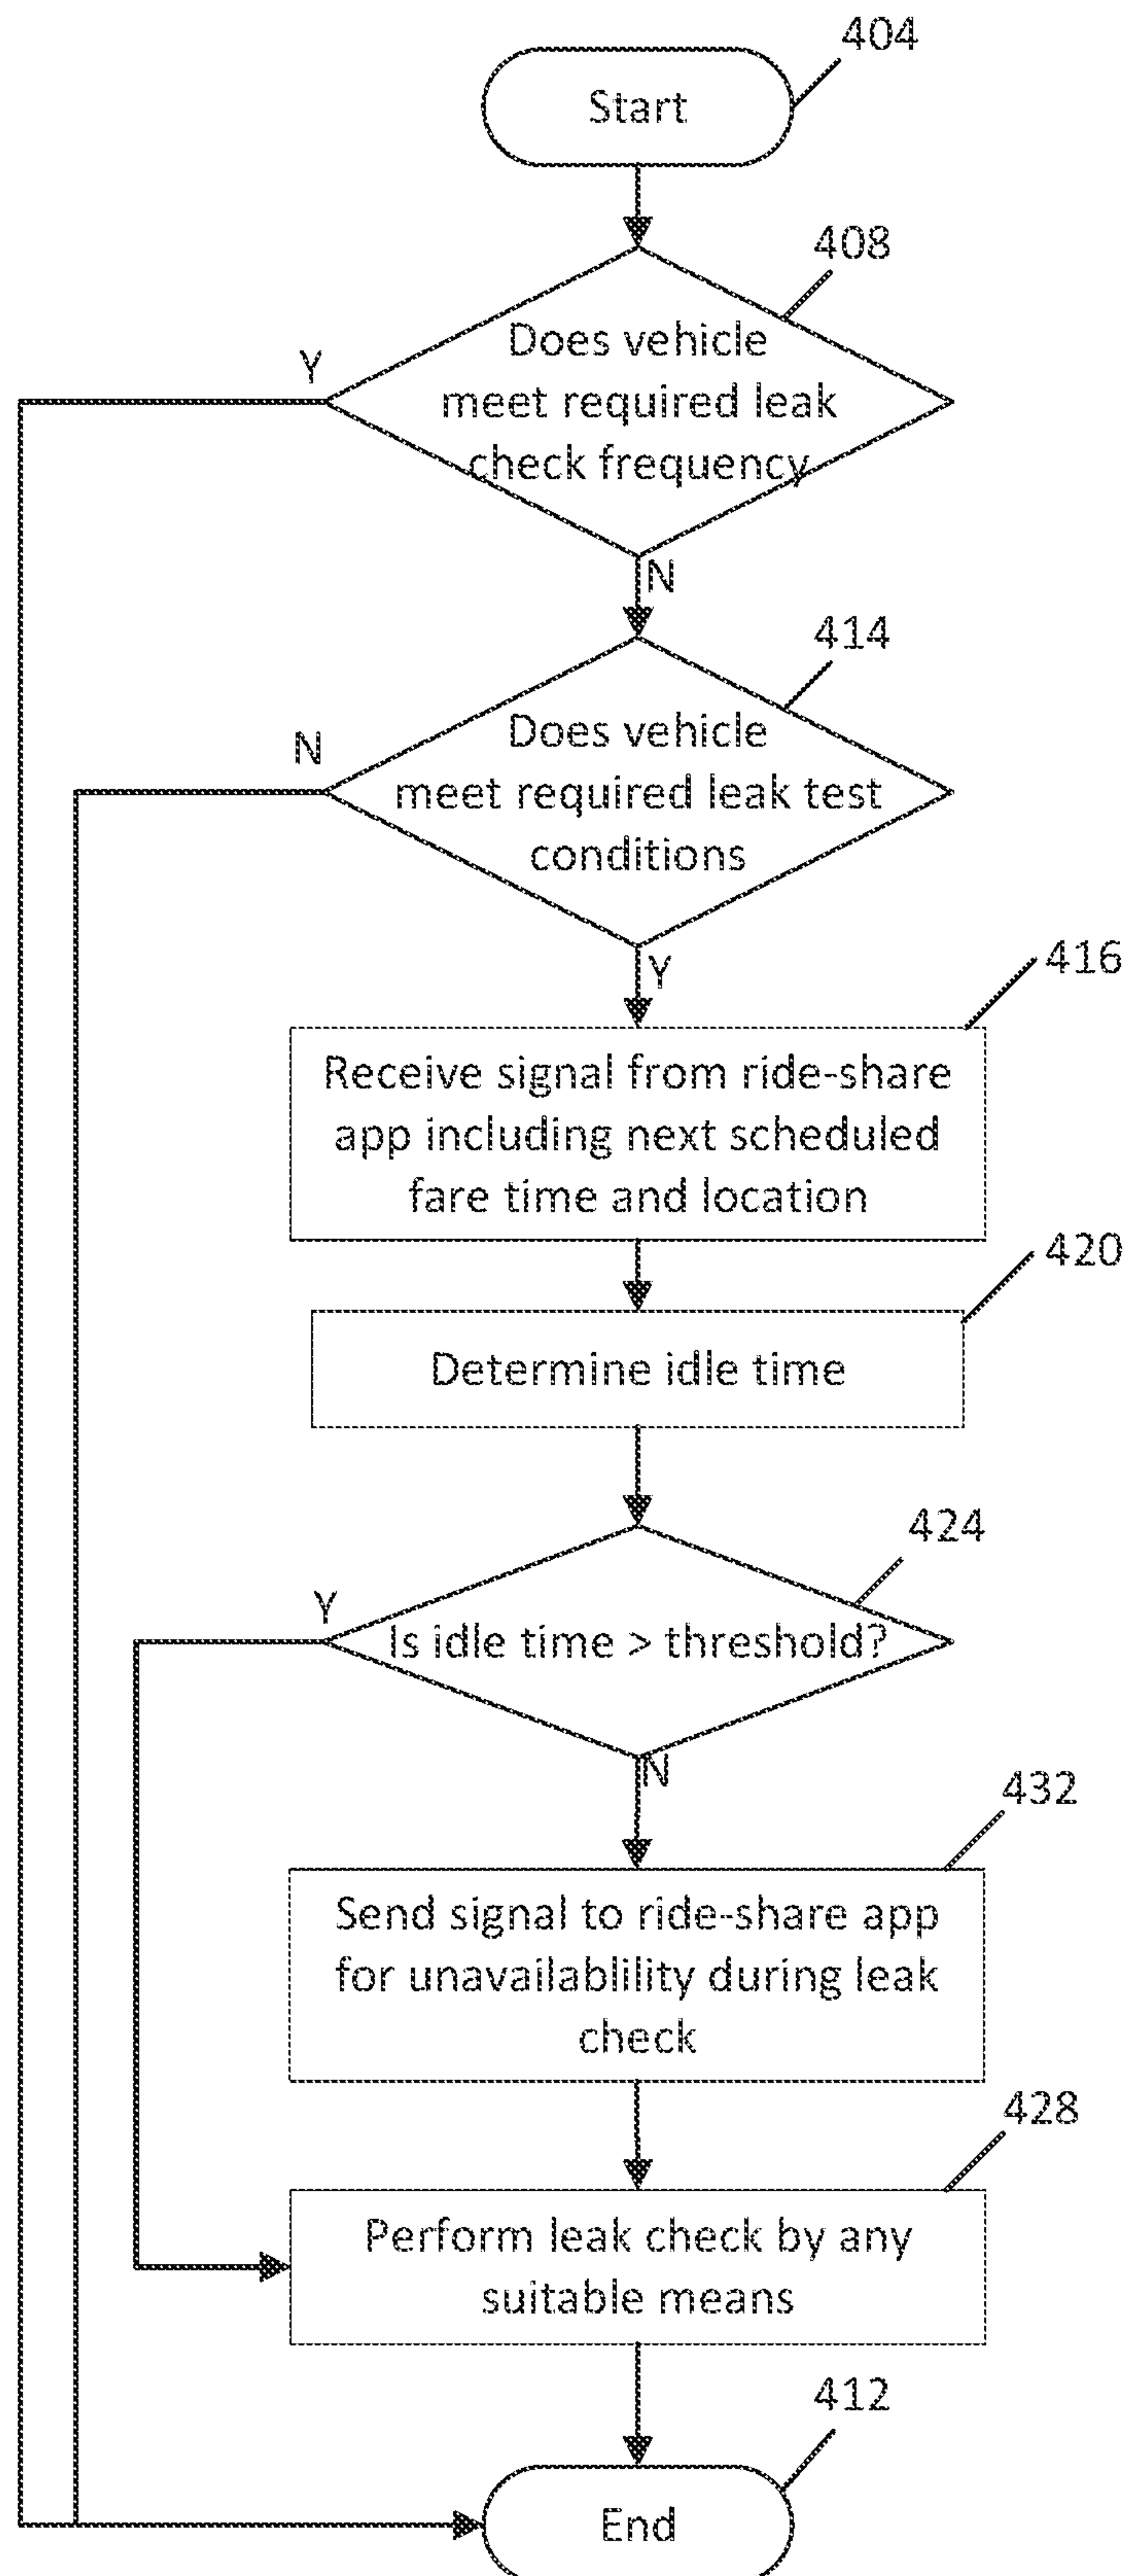 404
Start
408
Does vehicle
meet required leak
check frequency
Y
N
414
Does vehicle
meet required leak test
conditions
N
Y
416
Receive signal from ride-share
app including next scheduled
fare time and location
420
Determine idle time
424
Is idle time > threshold?
Y
N
432
Send signal to ride-share app
for unavailablility during leak
check
428
Perform leak check by any
suitable means
412
End